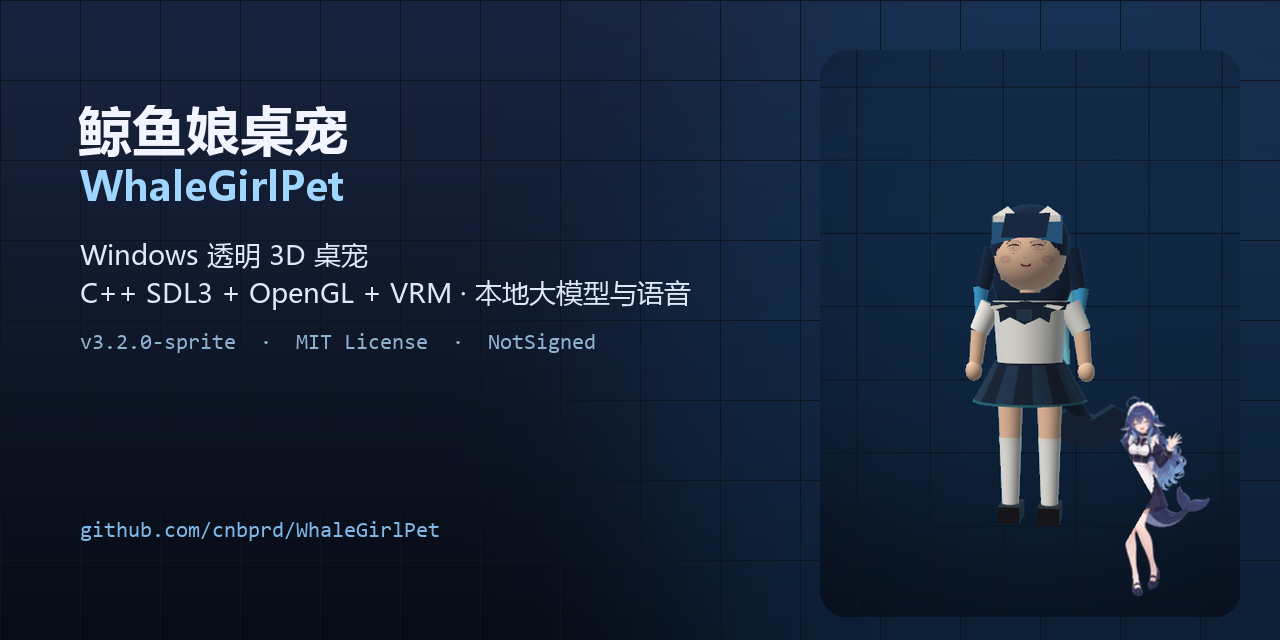 鲸鱼娘桌宠
WhaleGirlPet
Windows 透明 3D 桌宠
C++ SDL3 + OpenGL + VRM · 本地大模型与语音
v3.2.0-sprite · MIT License · NotSigned
github.com/cnbprd/WhaleGirlPet